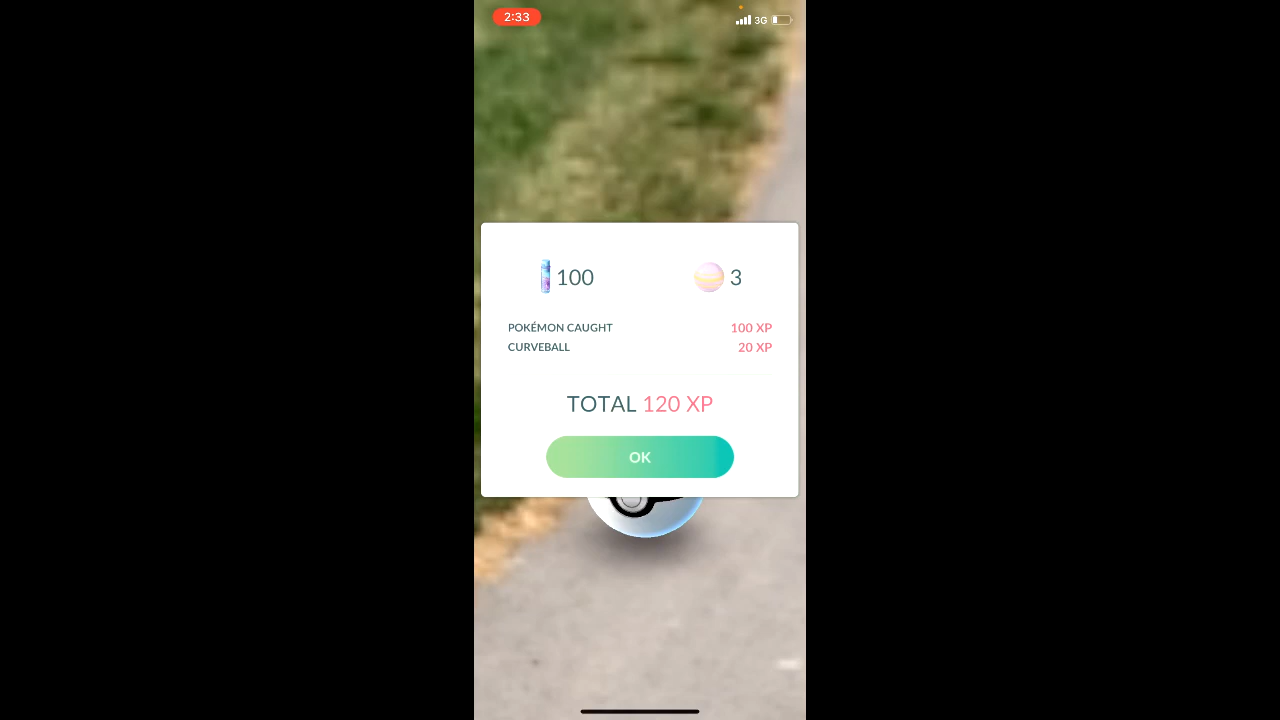 2:33
3G
100
3
POKÉMON CAUGHT 100 XP
CURVEBALL 20 XP
TOTAL 120 XP
OK